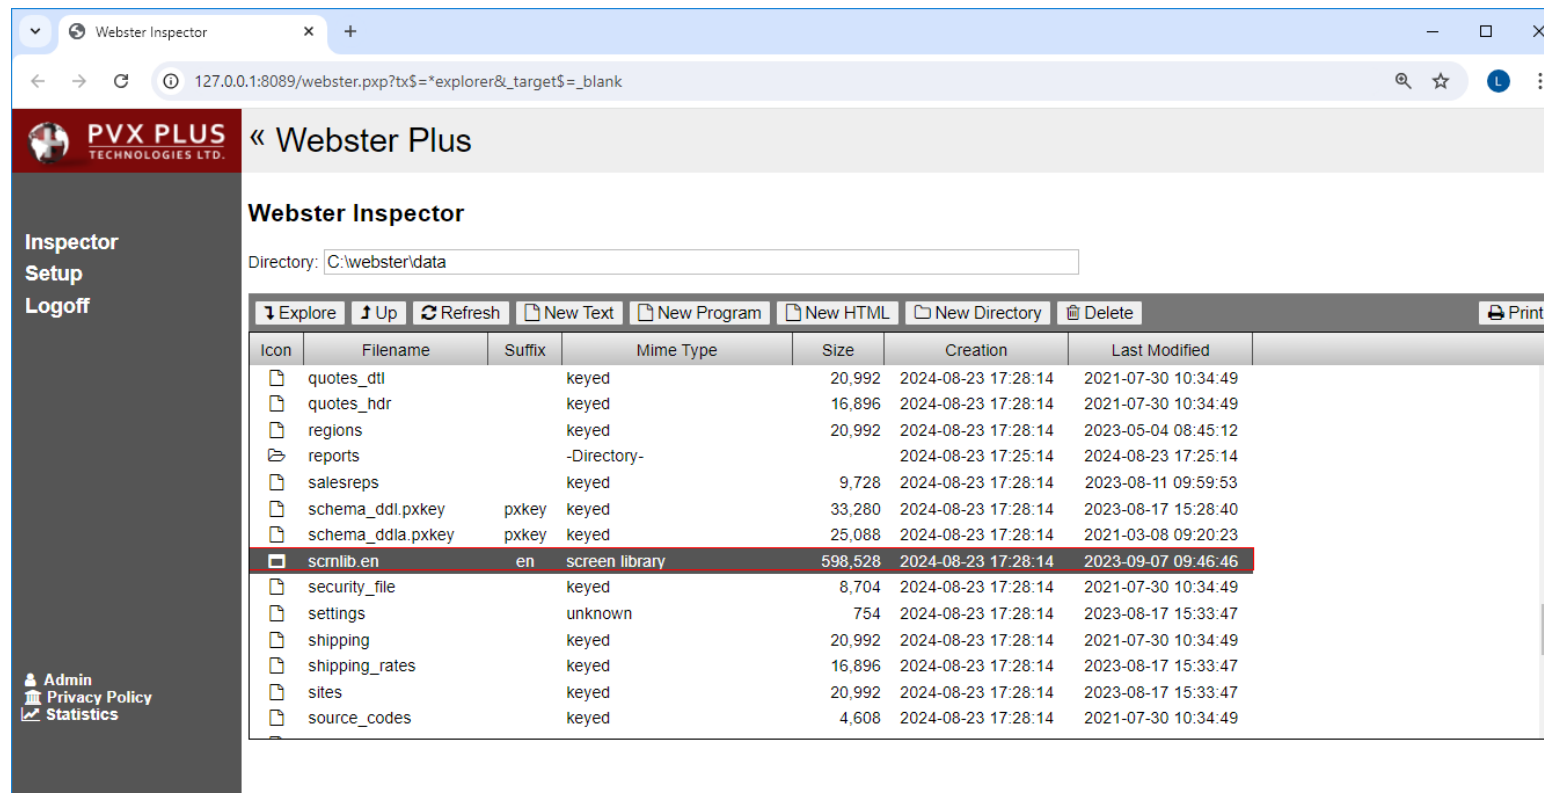 Webster Inspector
127.0.0.1:8089/webster.pxp?tx$=*explorer&_target$=_blank
L
PVX PLUS
TECHNOLOGIES LTD.
« Webster Plus
Inspector
Setup
Logoff
Admin
Privacy Policy
Statistics
Webster Inspector
Directory: C:\webster\data
Explore Up Refresh New Text New Program New HTML New Directory Delete Print
Icon Filename Suffix Mime Type Size Creation Last Modified
quotes_dtl keyed 20,992 2024-08-23 17:28:14 2021-07-30 10:34:49
quotes_hdr keyed 16,896 2024-08-23 17:28:14 2021-07-30 10:34:49
regions keyed 20,992 2024-08-23 17:28:14 2023-05-04 08:45:12
reports -Directory- 2024-08-23 17:25:14 2024-08-23 17:25:14
salesreps keyed 9,728 2024-08-23 17:28:14 2023-08-11 09:59:53
schema_ddl.pxkey pxkey keyed 33,280 2024-08-23 17:28:14 2023-08-17 15:28:40
schema_ddla.pxkey pxkey keyed 25,088 2024-08-23 17:28:14 2021-03-08 09:20:23
scrnlib.en en screen library 598,528 2024-08-23 17:28:14 2023-09-07 09:46:46
security_file keyed 8,704 2024-08-23 17:28:14 2021-07-30 10:34:49
settings unknown 754 2024-08-23 17:28:14 2023-08-17 15:33:47
shipping keyed 20,992 2024-08-23 17:28:14 2021-07-30 10:34:49
shipping_rates keyed 16,896 2024-08-23 17:28:14 2023-08-17 15:33:47
sites keyed 20,992 2024-08-23 17:28:14 2023-08-17 15:33:47
source_codes keyed 4,608 2024-08-23 17:28:14 2021-07-30 10:34:49